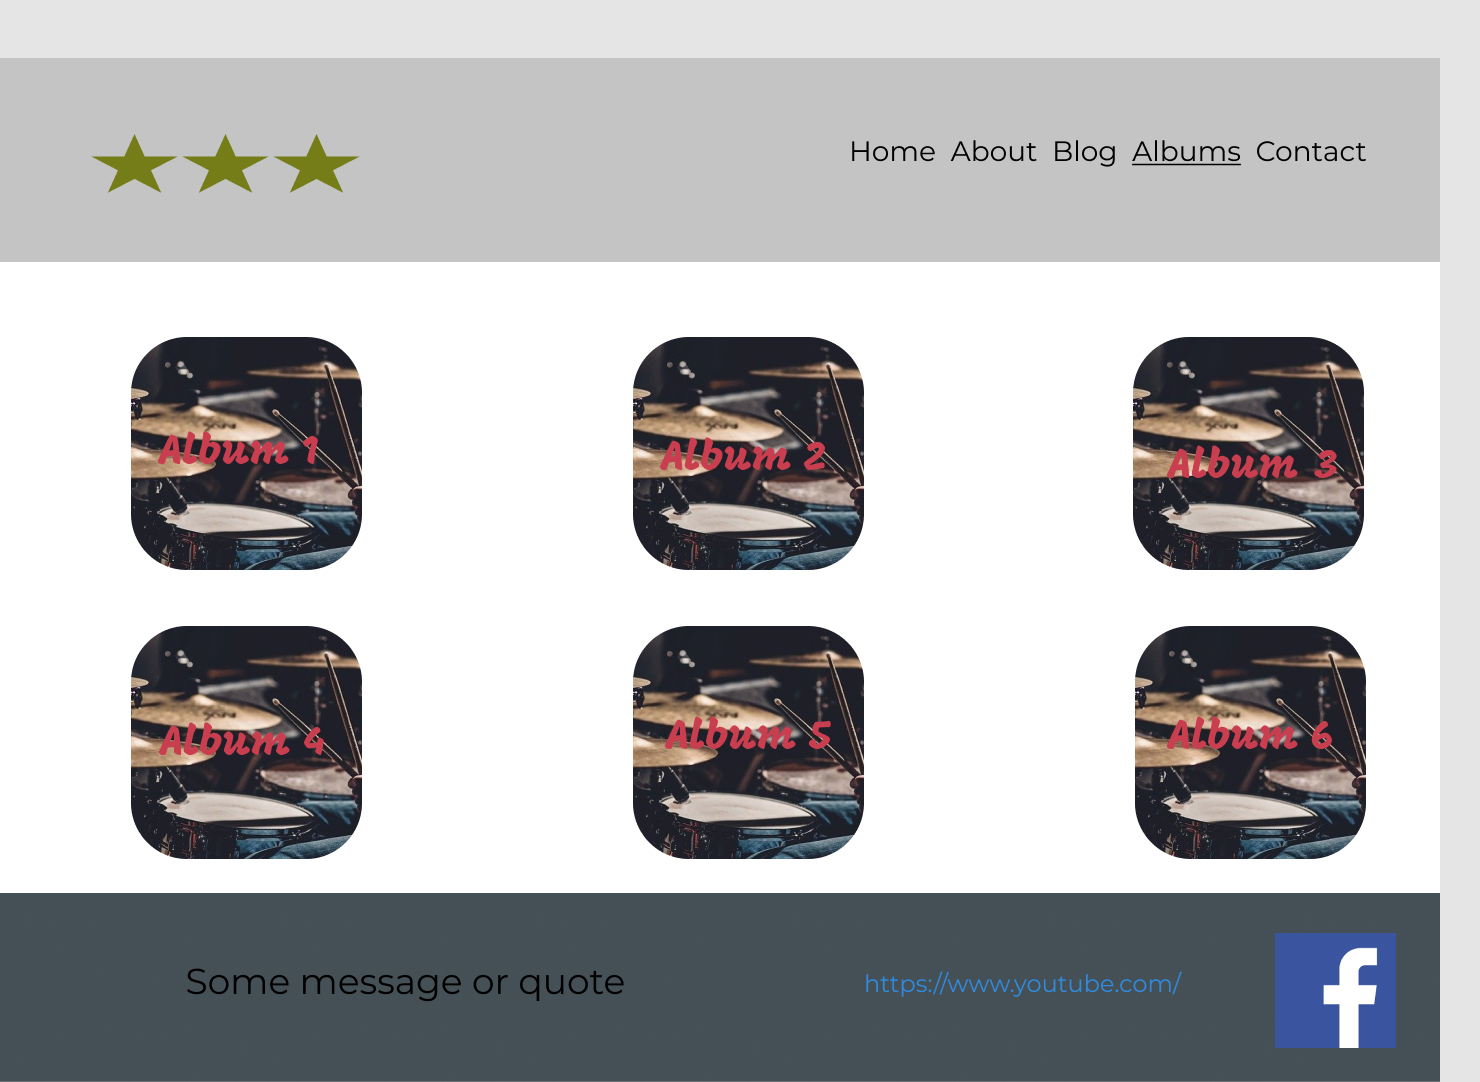 Home About Blog Albums Contact
Album 1
Album 2
Album 3
Album 4
Album 5
Album 6
Some message or quote
https://www.youtube.com/
f